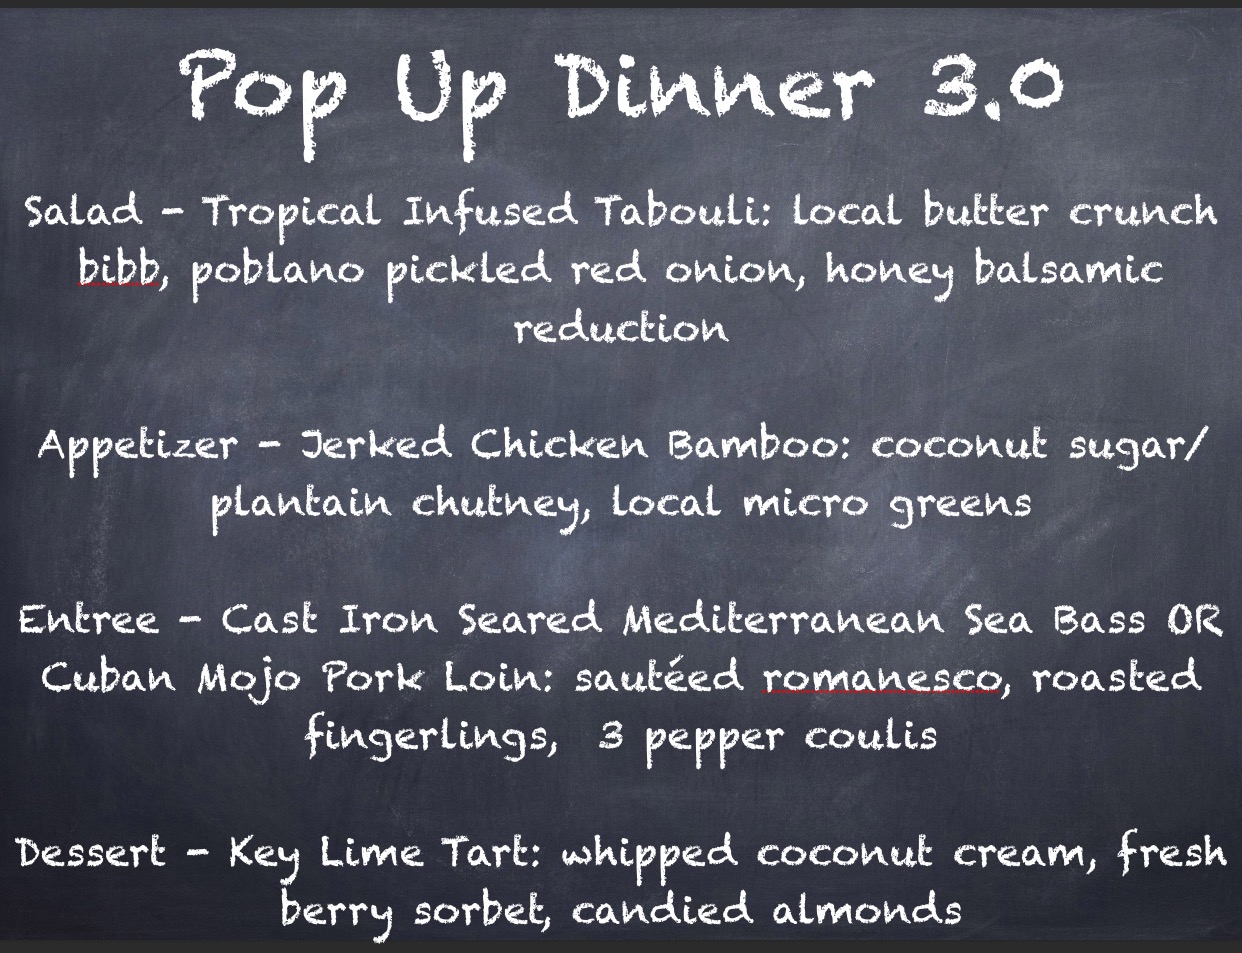 Pop Up Dinner 3.0
Salad - Tropical Infused Tabouli: local butter crunch
bibb, poblano pickled red onion, honey balsamic
reduction
Appetizer - Jerked Chicken Bamboo: coconut sugar/
plantain chutney, local micro greens
Entree - Cast Iron Seared Mediterranean Sea Bass OR
Cuban Mojo Pork Loin: sautéed romanesco, roasted
fingerlings,  3 pepper coulis
Dessert - Key Lime Tart: whipped coconut cream, fresh
berry sorbet, candied almonds